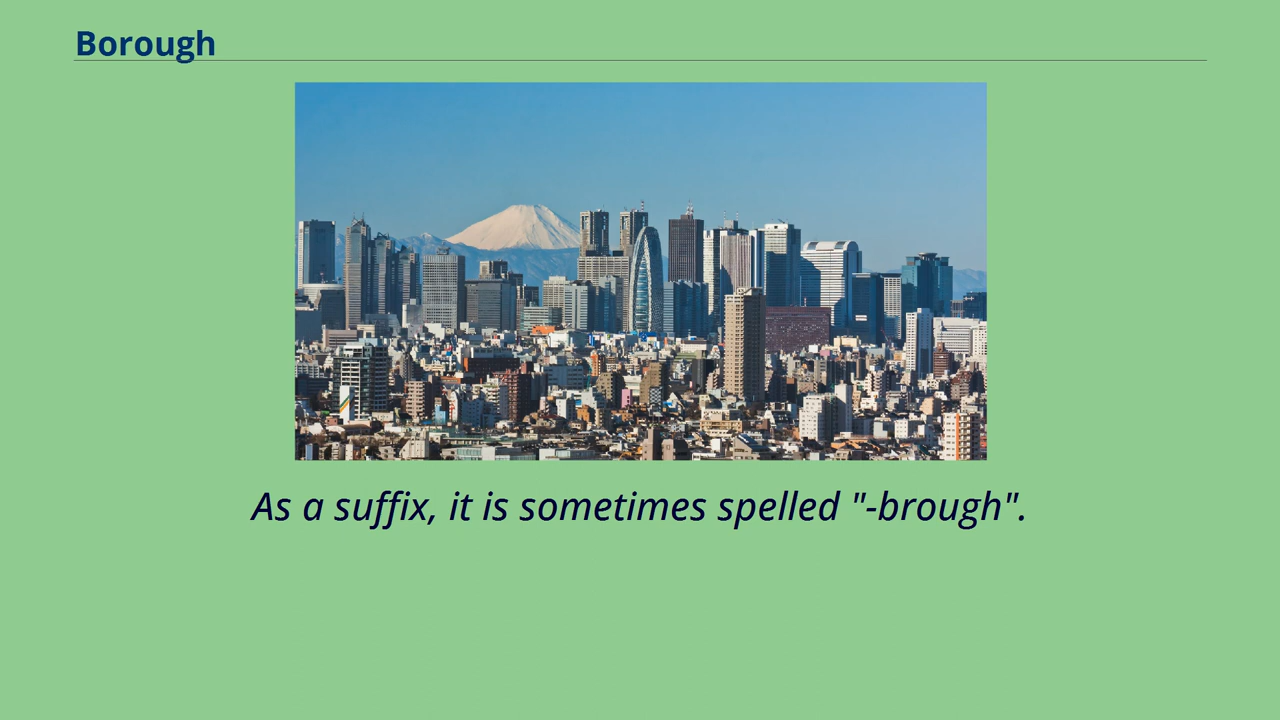 Borough
As a suffix, it is sometimes spelled "-brough".